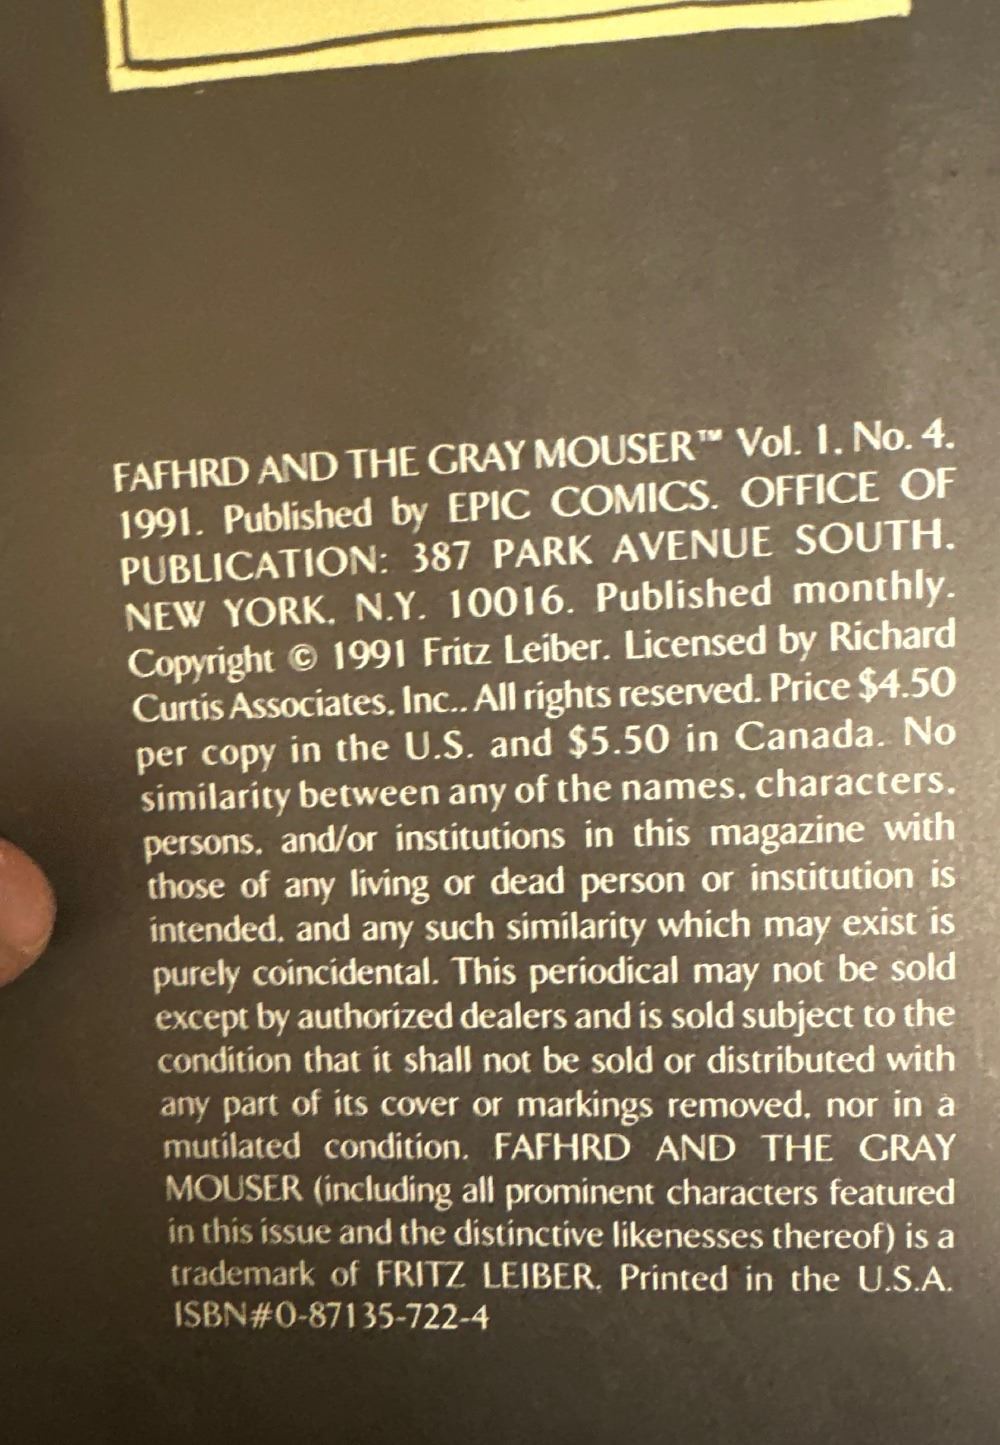 FAFHRD AND THE GRAY MOUSER™ Vol. 1. No. 4.
1991. Published by EPIC COMICS. OFFICE OF
PUBLICATION: 387 PARK AVENUE SOUTH.
NEW YORK. N.Y. 10016. Published monthly.
Copyright © 1991 Fritz Leiber. Licensed by Richard
Curtis Associates. Inc.. All rights reserved. Price $4.50
per copy in the U.S. and $5.50 in Canada. No
similarity between any of the names. characters.
persons. and/or institutions in this magazine with
those of any living or dead person or institution is
intended. and any such similarity which may exist is
purely coincidental. This periodical may not be sold
except by authorized dealers and is sold subject to the
condition that it shall not be sold or distributed with
any part of its cover or markings removed. nor in a
mutilated condition. FAFHRD AND THE GRAY
MOUSER (including all prominent characters featured
in this issue and the distinctive likenesses thereof) is a
trademark of FRITZ LEIBER. Printed in the U.S.A.
ISBN#0-87135-722-4